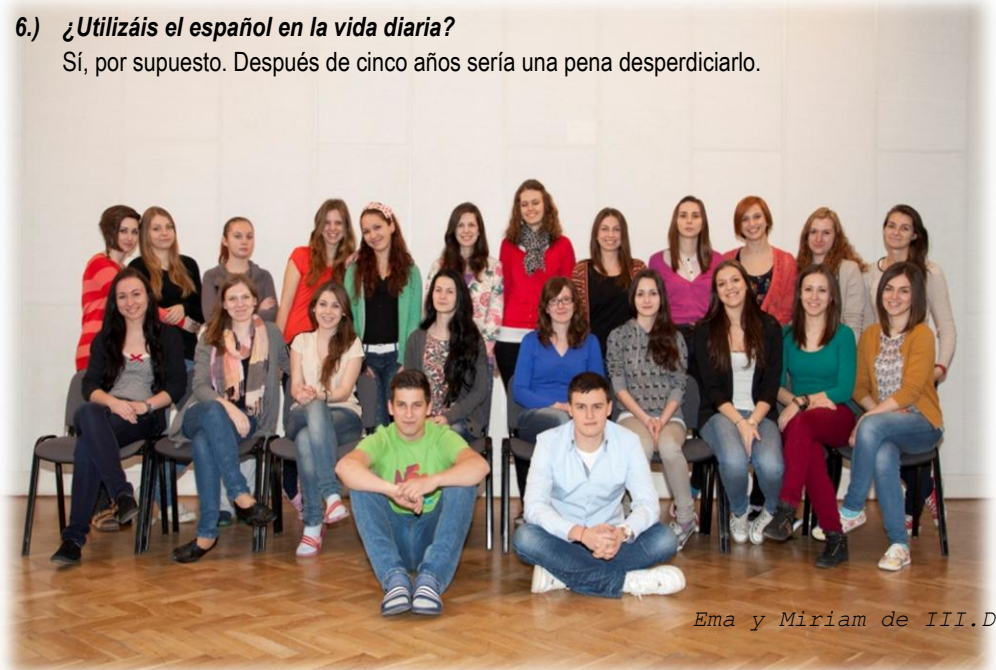 6.) ¿Utilizáis el español en la vida diaria?
Sí, por supuesto. Después de cinco años sería una pena desperdiciarlo.
Ema y Miriam de III.D